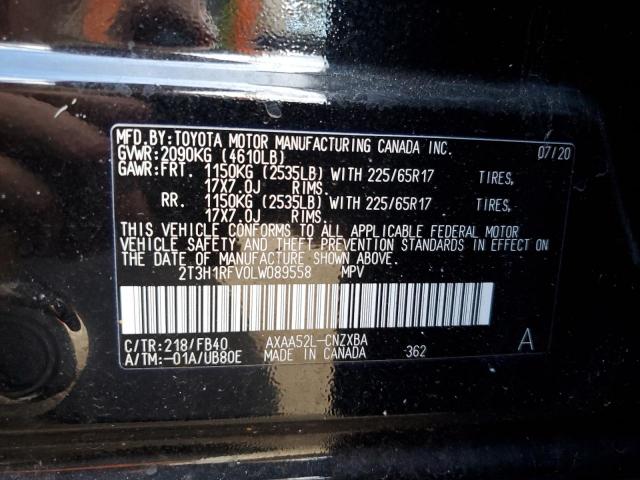 MFD.BY:TOYOTA MOTOR MANUFACTURING CANADA INC.
GVWR:2090KG (4610LB) 07/20
GAWR:FRT. 1150KG (2535LB) WITH 225/65R17 TIRES,
17X7.0J RIMS.
RR. 1150KG (2535LB) WITH 225/65R17 TIRES,
17X7.0J RIMS.
THIS VEHICLE CONFORMS TO ALL APPLICABLE FEDERAL MOTOR
VEHICLE SAFETY AND THEFT PREVENTION STANDARDS IN EFFECT ON
THE DATE OF MANUFACTURE SHOWN ABOVE.
2T3H1RFV0LW089558 MPV
C/TR:218/FB40 AXAA52L-CNZXBA
A/TM:-01A/UB80E MADE IN CANADA 362 A